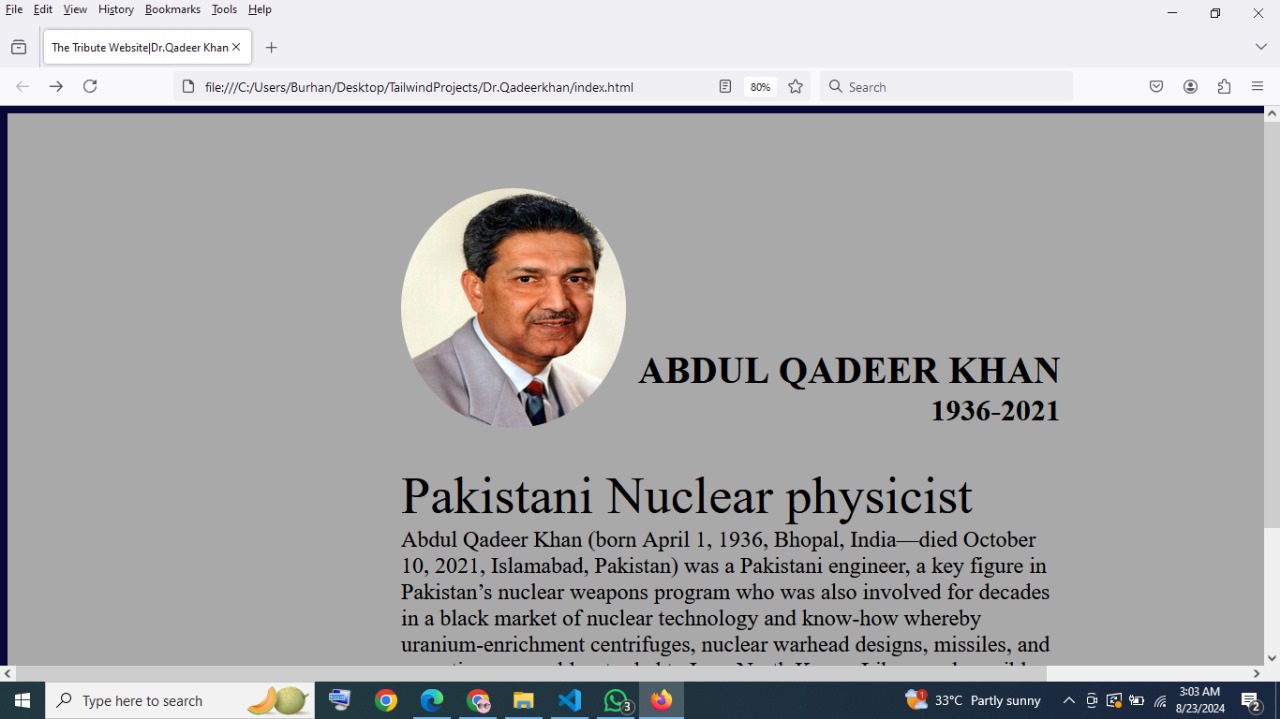 File Edit View History Bookmarks Tools Help
The Tribute Website|Dr.Qadeer Khan
file:///C:/Users/Burhan/Desktop/TailwindProjects/Dr.Qadeerkhan/index.html 80% Search
ABDUL QADEER KHAN
1936-2021
Pakistani Nuclear physicist
Abdul Qadeer Khan (born April 1, 1936, Bhopal, India—died October
10, 2021, Islamabad, Pakistan) was a Pakistani engineer, a key figure in
Pakistan’s nuclear weapons program who was also involved for decades
in a black market of nuclear technology and know-how whereby
uranium-enrichment centrifuges, nuclear warhead designs, missiles, and
Type here to search 3 1 33°C Partly sunny 3:03 AM
8/23/2024 2